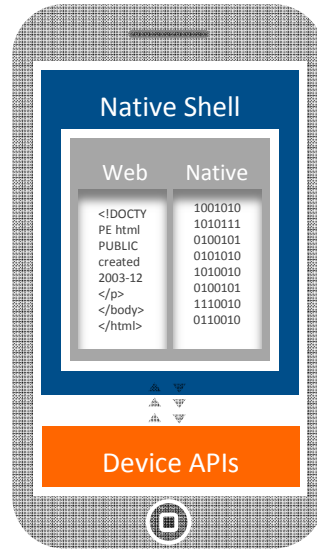 Native Shell
Web
Native
<!DOCTY
PE html
PUBLIC
created
2003-12
</p>
</body>
</html>
1001010
1010111
0100101
0101010
1010010
0100101
1110010
0110010
Device APIs